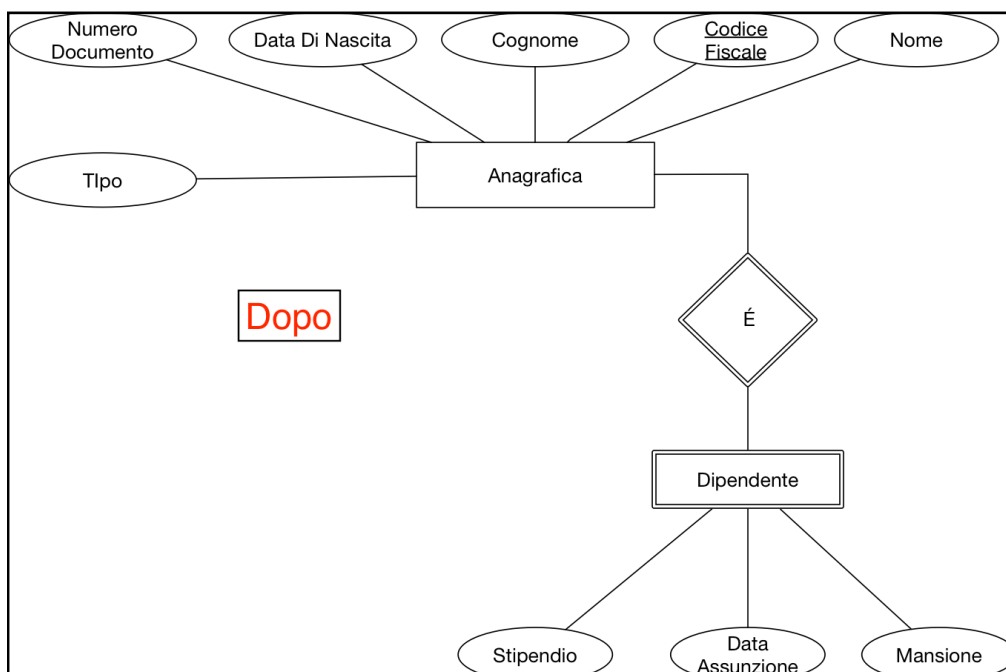 Numero
Documento
Data Di Nascita
Cognome
Codice
Fiscale
Nome
TIpo
Anagrafica
Dopo
É
Dipendente
Stipendio
Data
Assunzione
Mansione